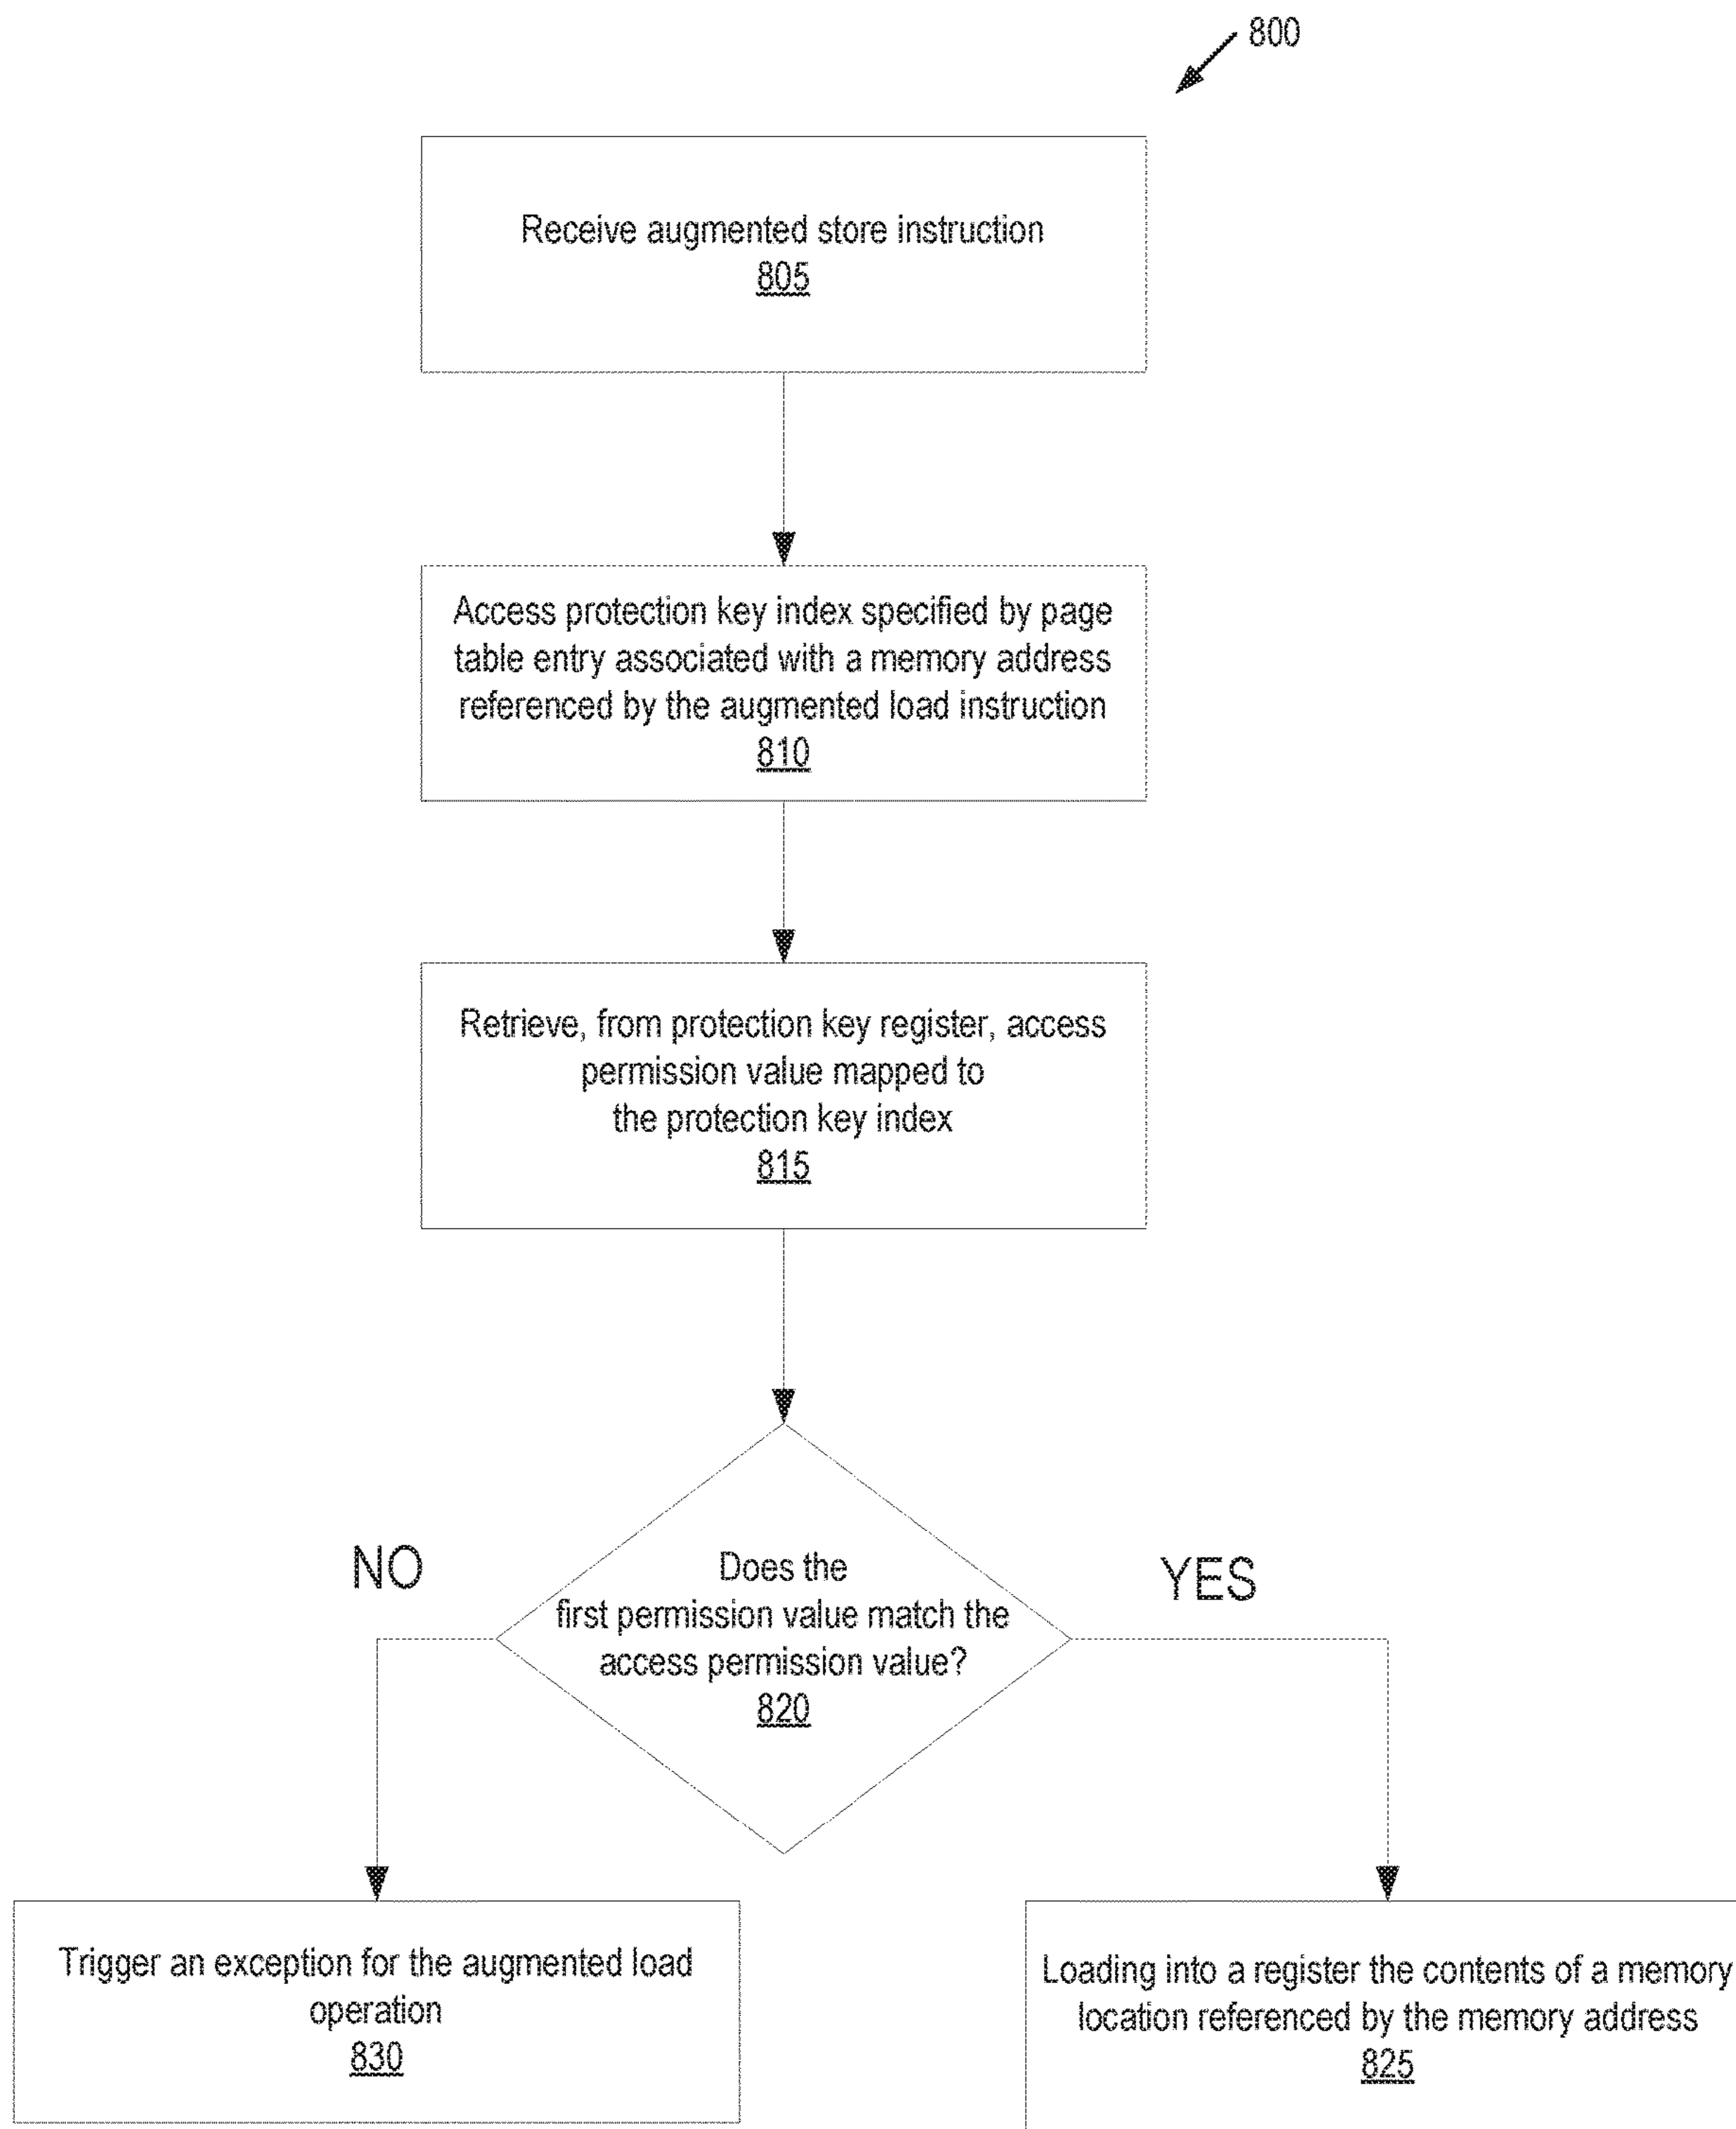 800
Receive augmented store instruction
805
Access protection key index specified by page
table entry associated with a memory address
referenced by the augmented load instruction
810
Retrieve, from protection key register, access
permission value mapped to
the protection key index
815
NO
YES
Does the
first permission value match the
access permission value?
820
Trigger an exception for the augmented load
operation
830
Loading into a register the contents of a memory
location referenced by the memory address
825